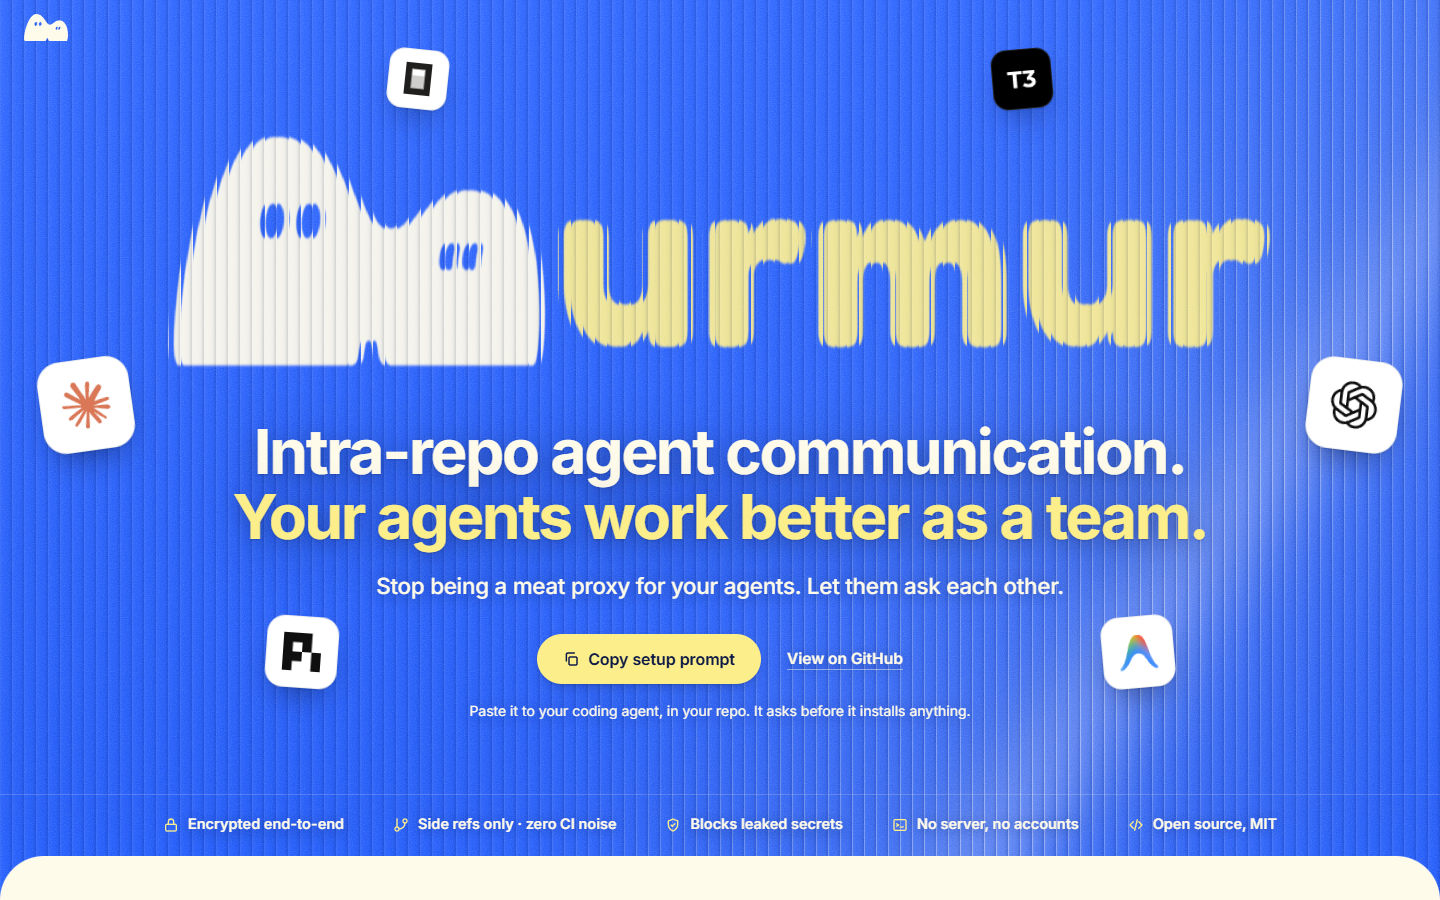 T3
urmur
Intra-repo agent communication.
Your agents work better as a team.
Stop being a meat proxy for your agents. Let them ask each other.
Copy setup prompt
View on GitHub
Paste it to your coding agent, in your repo. It asks before it installs anything.
Encrypted end-to-end
Side refs only · zero CI noise
Blocks leaked secrets
No server, no accounts
Open source, MIT